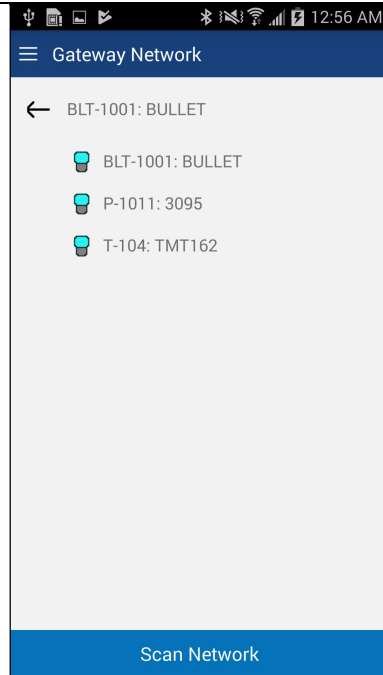 12:56 AM
Gateway Network
BLT-1001: BULLET
BLT-1001: BULLET
P-1011: 3095
T-104: TMT162
Scan Network